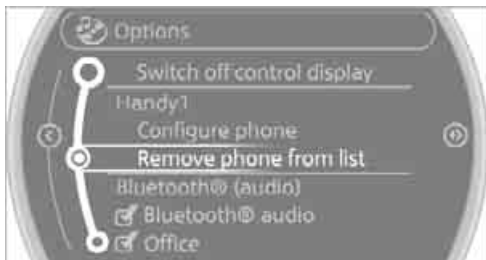 Options
Switch off control display
Handy1
Configure phone
Remove phone from list
Bluetooth® (audio)
Bluetooth® audio
Office